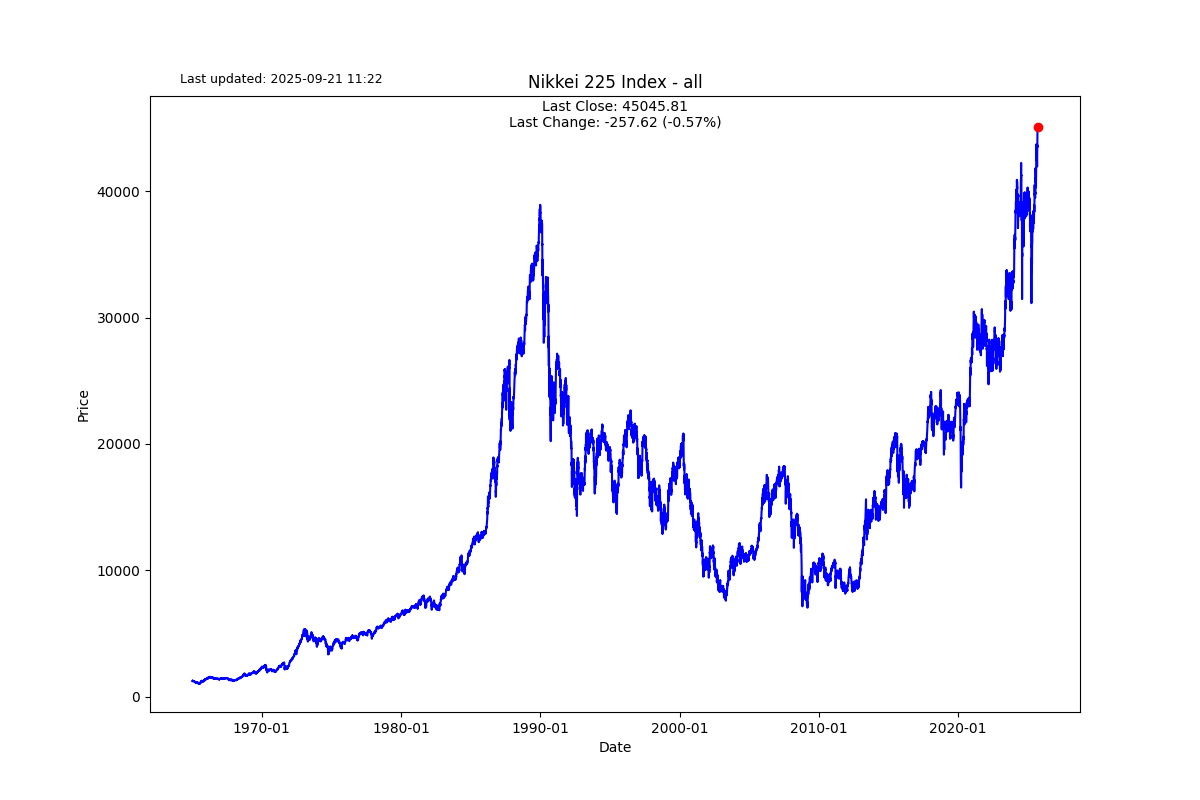 Last updated: 2025-09-21 11:22
Nikkei 225 Index - all
Last Close: 45045.81
Last Change: -257.62 (-0.57%)
40000
30000
20000
10000
0
Price
1970-01
1980-01
1990-01
2000-01
2010-01
2020-01
Date